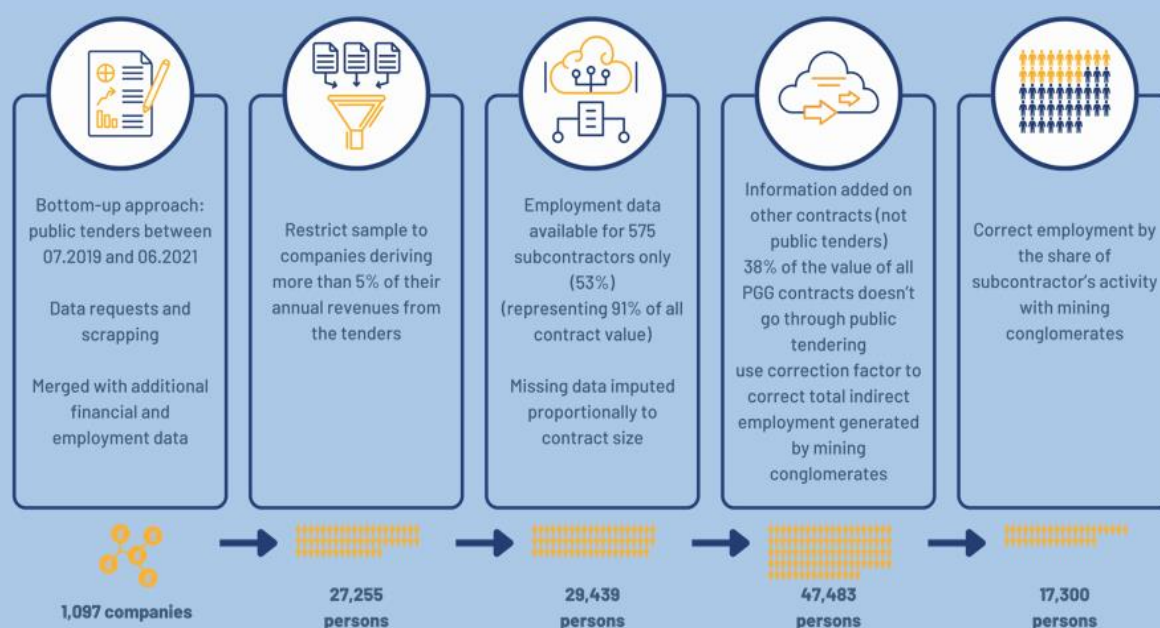 Bottom-up approach:
public tenders between
07.2019 and 06.2021
Data requests and
scrapping
Merged with additional
financial and
employment data
1,097 companies
Restrict sample to
companies deriving
more than 5% of their
annual revenues from
the tenders
27,255
persons
Employment data
available for 575
subcontractors only
(53%)
(representing 91% of all
contract value)
Missing data imputed
proportionally to
contract size
29,439
persons
Information added on
other contracts (not
public tenders)
38% of the value of all
PGG contracts doesn't
go through public
tendering
use correction factor to
correct total indirect
employment generated
by mining
conglomerates
47,483
persons
Correct employment by
the share of
subcontractor's activity
with mining
conglomerates
17,300
persons